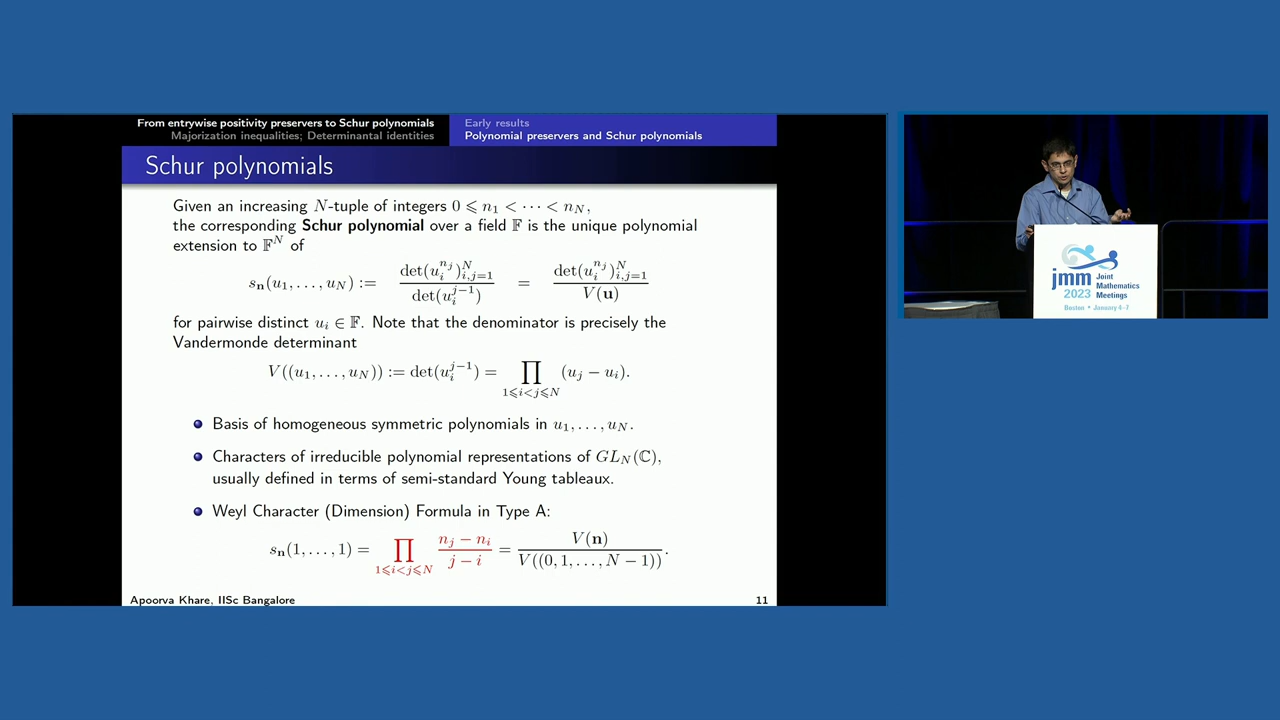 From entrywise positivity preservers to Schur polynomials
Majorization inequalities; Determinantal identities
Early results
Polynomial preservers and Schur polynomials
Schur polynomials
Given an increasing N-tuple of integers 0 ⩽ n₁ < ⋯ < n_N,
the corresponding Schur polynomial over a field 𝔽 is the unique polynomial
extension to 𝔽^N of
s_n(u₁, …, u_N) := det(u_i^{n_j})_{i,j=1}^N / det(u_i^{j−1}) = det(u_i^{n_j})_{i,j=1}^N / V(u)
for pairwise distinct u_i ∈ 𝔽. Note that the denominator is precisely the
Vandermonde determinant
V((u₁, …, u_N)) := det(u_i^{j−1}) = ∏_{1⩽i<j⩽N} (u_j − u_i).
Basis of homogeneous symmetric polynomials in u₁, …, u_N.
Characters of irreducible polynomial representations of GL_N(ℂ),
usually defined in terms of semi-standard Young tableaux.
Weyl Character (Dimension) Formula in Type A:
s_n(1, …, 1) = ∏_{1⩽i<j⩽N} (n_j − n_i)/(j − i) = V(n)/V((0, 1, …, N − 1)).
Apoorva Khare, IISc Bangalore
11
jmm
2023
Joint
Mathematics
Meetings
Boston • January 4-7